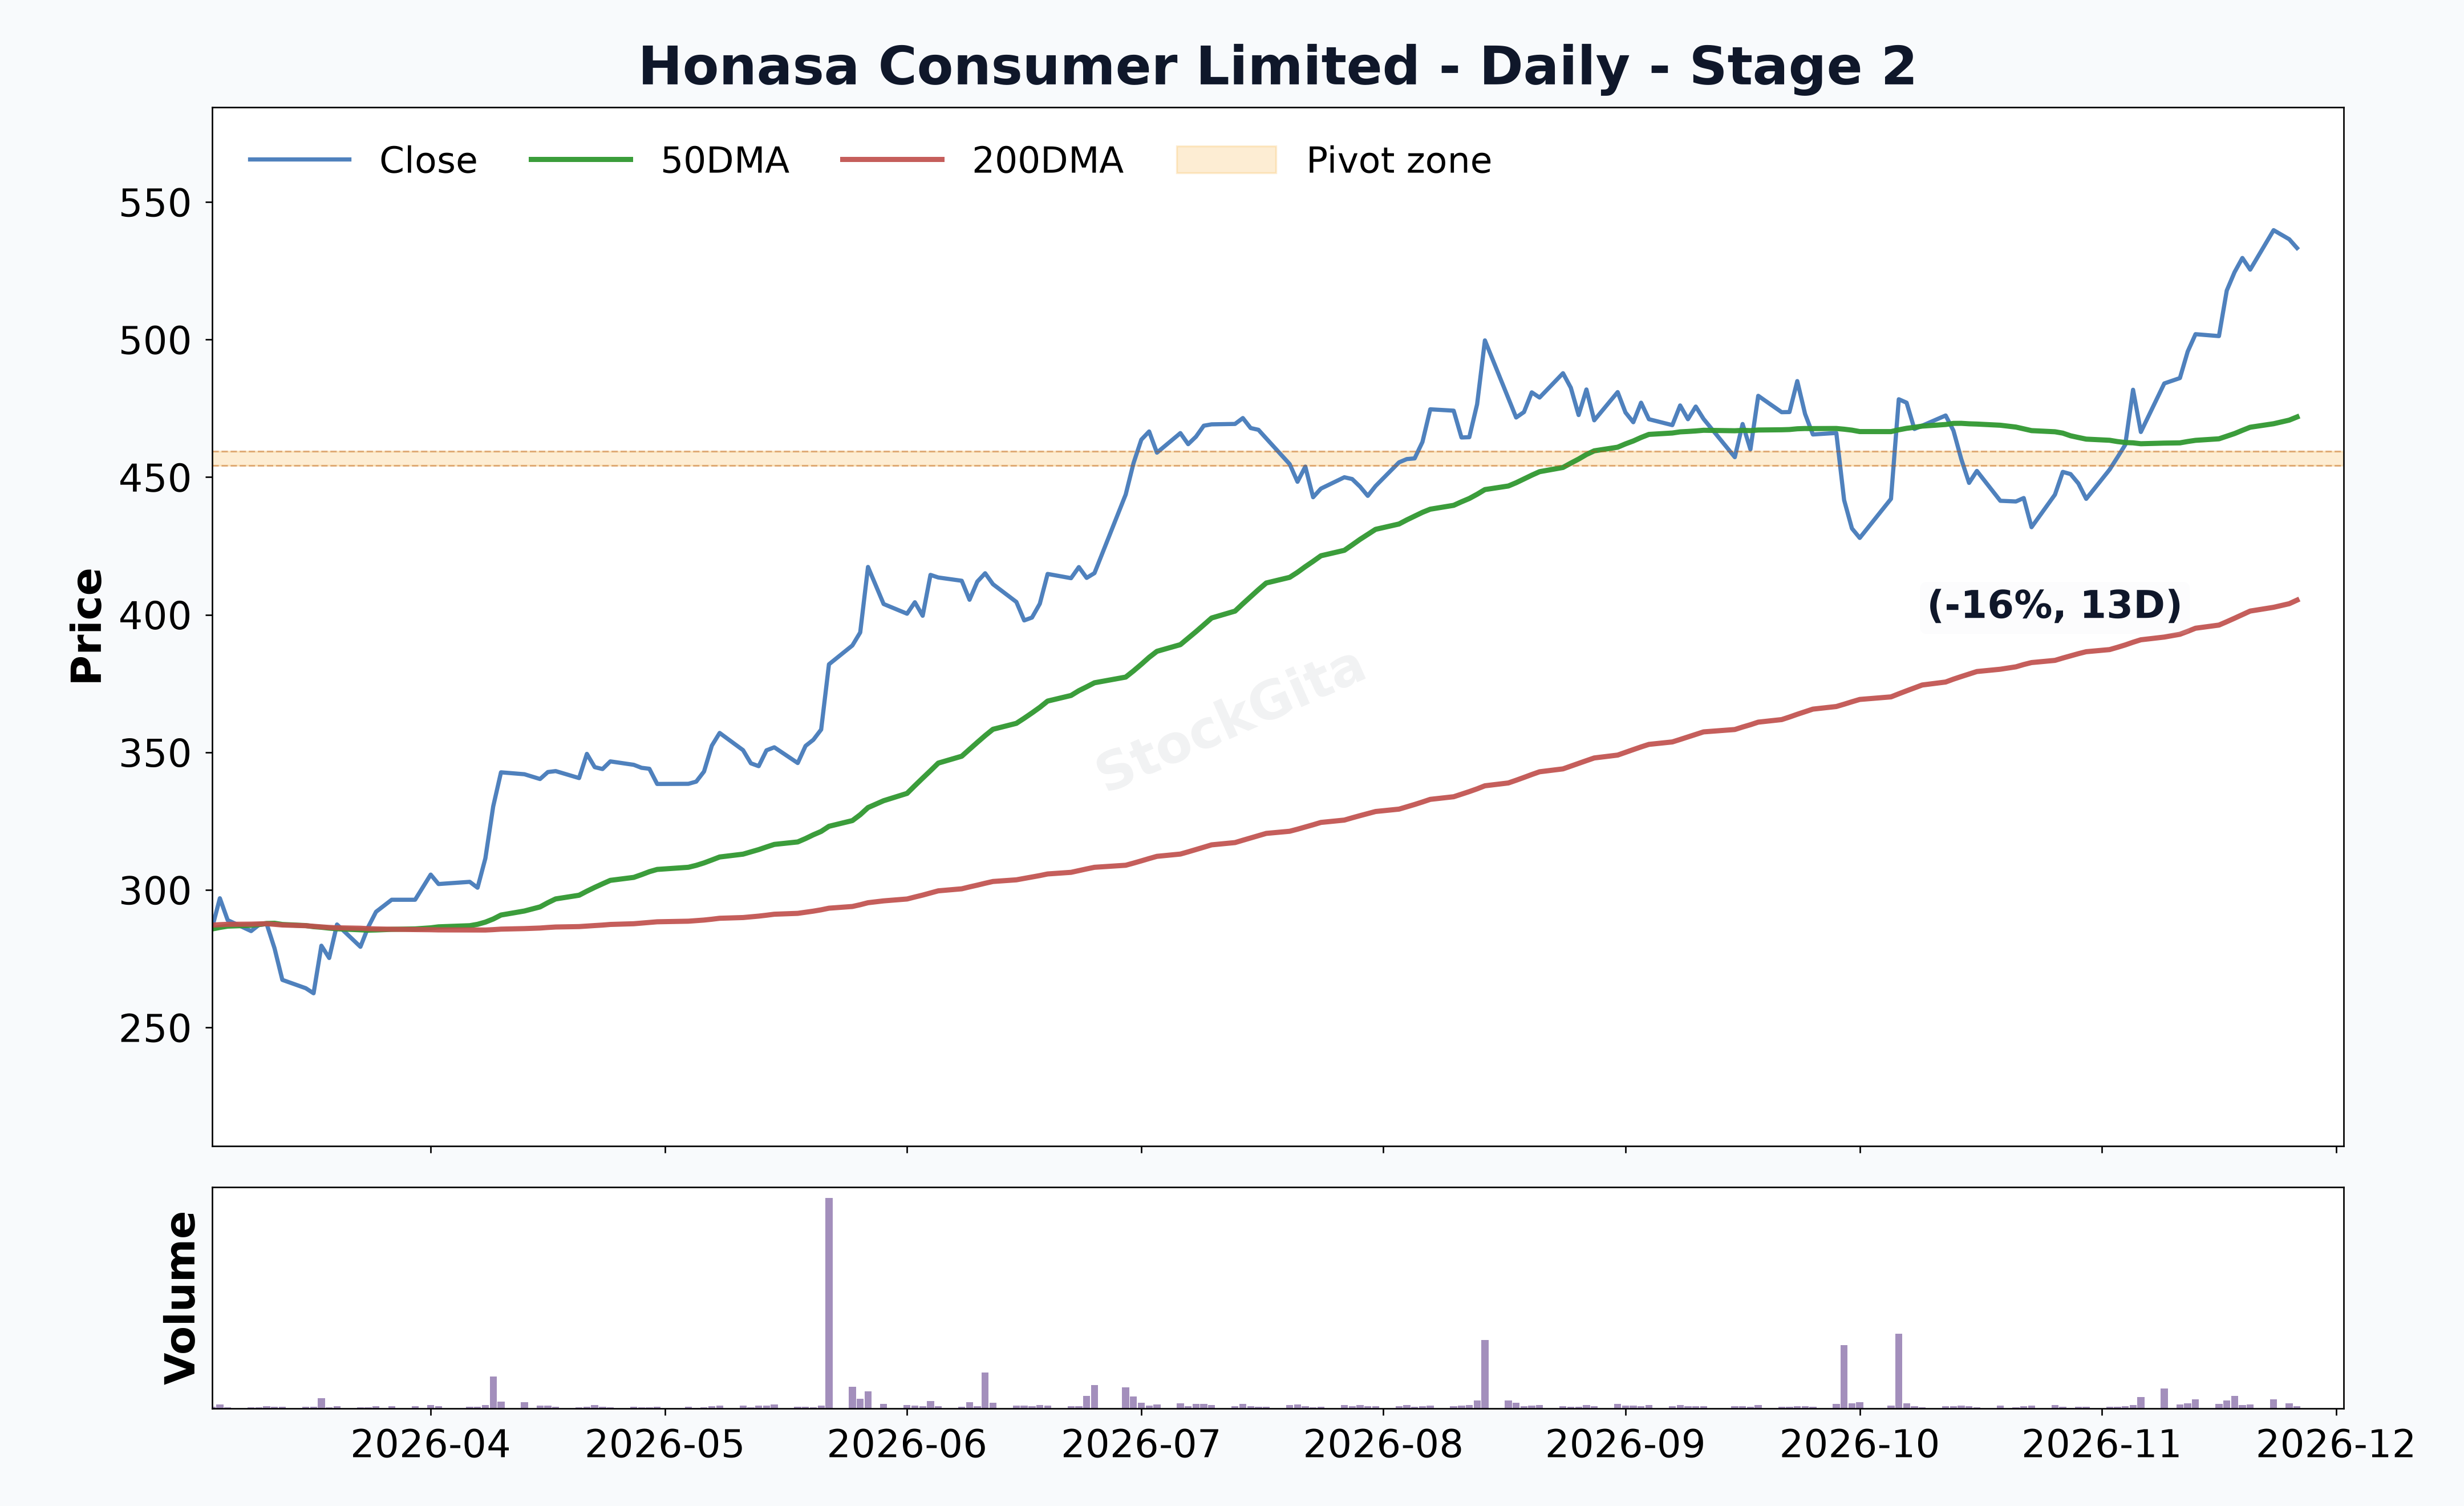 Honasa Consumer Limited - Daily - Stage 2
Close 50DMA 200DMA Pivot zone
550
500
450
400
350
300
250
Price
(-16%, 13D)
StockGita
Volume
2026-04 2026-05 2026-06 2026-07 2026-08 2026-09 2026-10 2026-11 2026-12